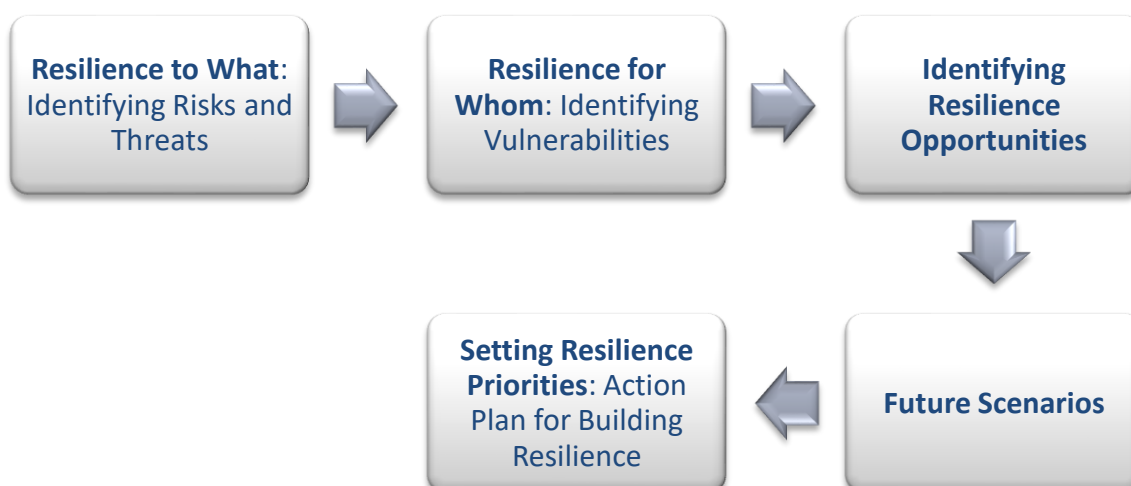 Resilience to What:
Identifying Risks and
Threats
Resilience for
Whom: Identifying
Vulnerabilities
Identifying
Resilience
Opportunities
Future Scenarios
Setting Resilience
Priorities: Action
Plan for Building
Resilience